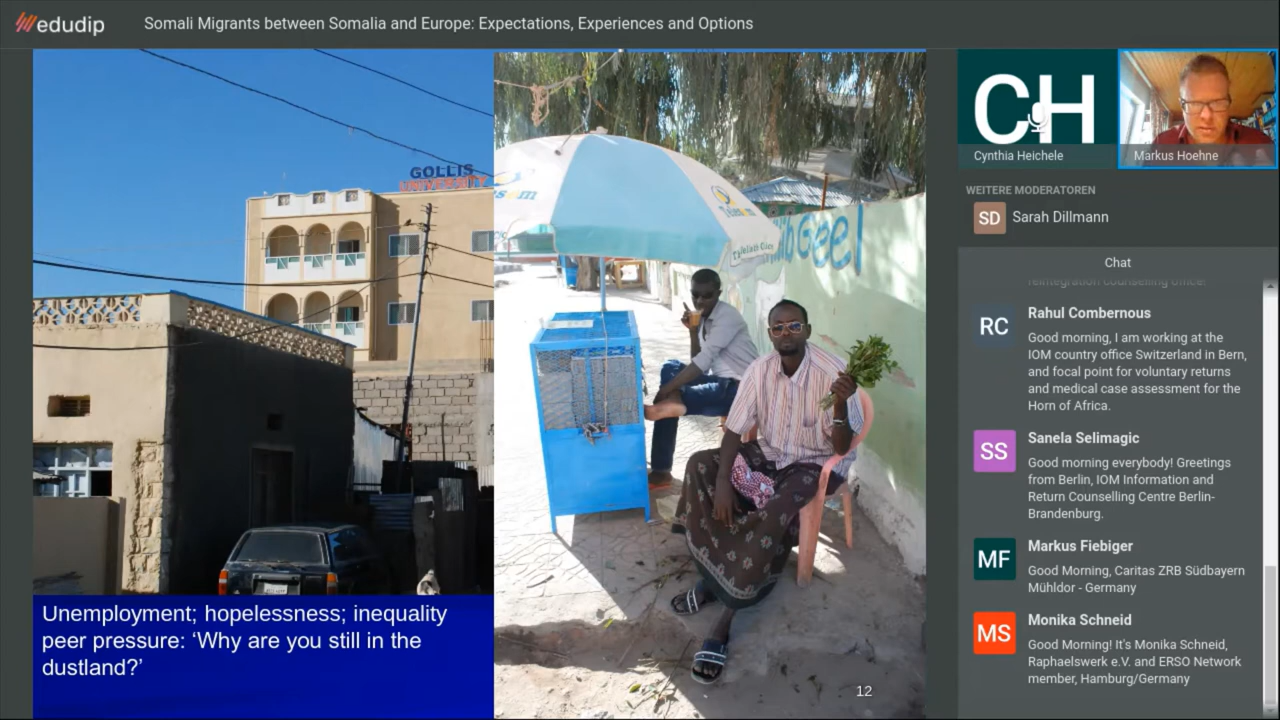 edudip
Somali Migrants between Somalia and Europe: Expectations, Experiences and Options
GOLLIS
UNIVERSITY
Unemployment; hopelessness; inequality
peer pressure: ‘Why are you still in the
dustland?’
12
CH
Cynthia Heichele
Markus Hoehne
WEITERE MODERATOREN
SD
Sarah Dillmann
Chat
reintegration counselling office!
RC
Rahul Combernous
Good morning, I am working at the
IOM country office Switzerland in Bern,
and focal point for voluntary returns
and medical case assessment for the
Horn of Africa.
SS
Sanela Selimagic
Good morning everybody! Greetings
from Berlin, IOM Information and
Return Counselling Centre Berlin-
Brandenburg.
MF
Markus Fiebiger
Good Morning, Caritas ZRB Südbayern
Mühldor - Germany
MS
Monika Schneid
Good Morning! It's Monika Schneid,
Raphaelswerk e.V. and ERSO Network
member, Hamburg/Germany